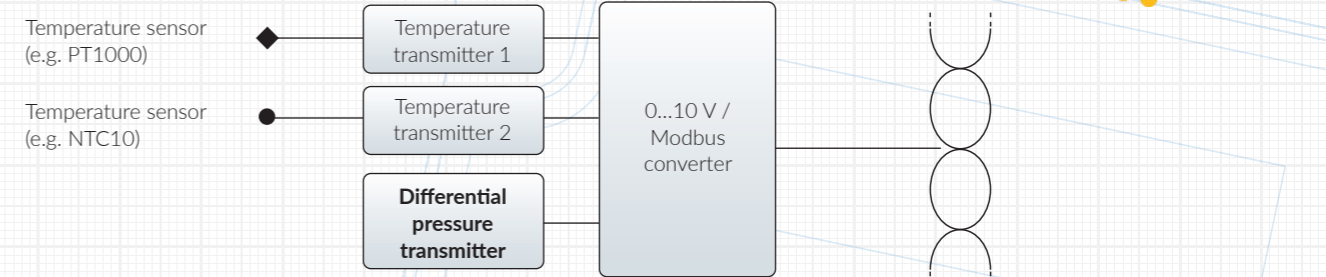 Temperature sensor
(e.g. PT1000)
Temperature
transmitter 1
Temperature sensor
(e.g. NTC10)
Temperature
transmitter 2
Differential
pressure
transmitter
0...10 V /
Modbus
converter